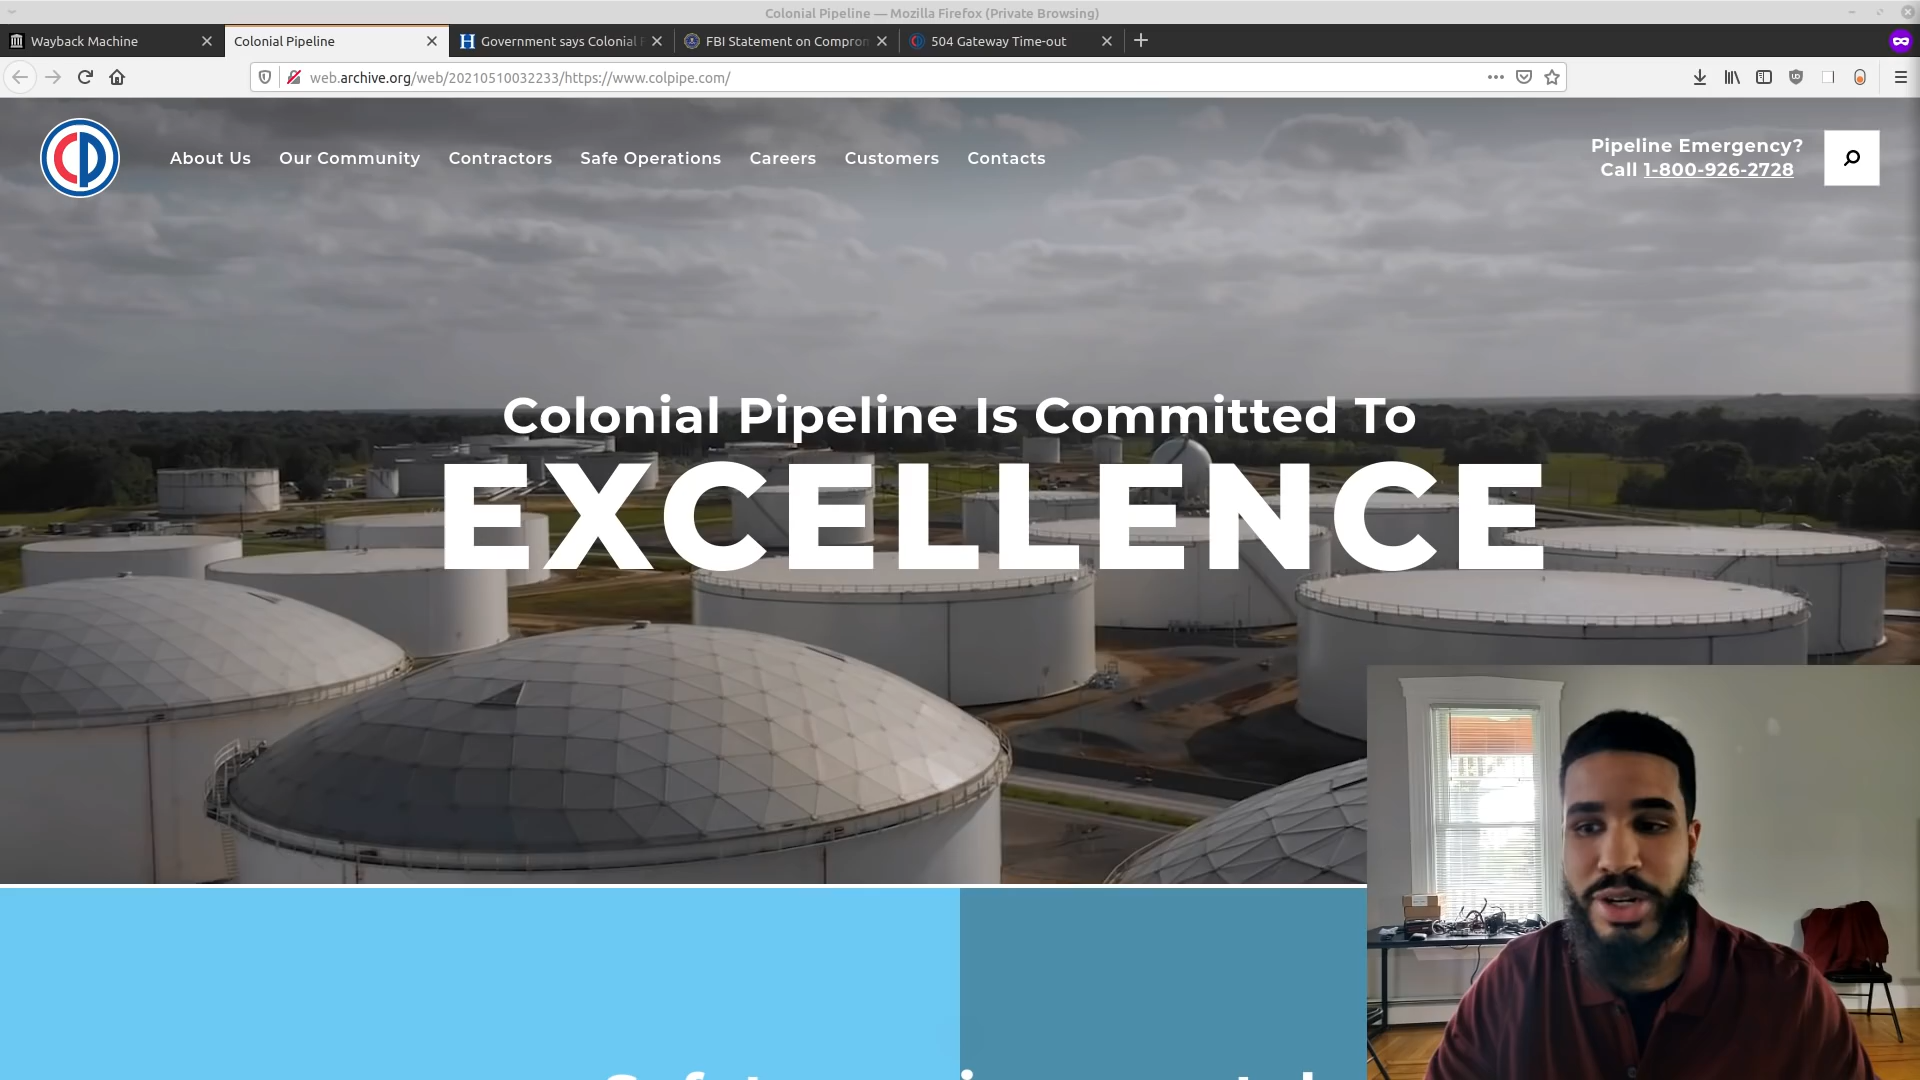 Colonial Pipeline — Mozilla Firefox (Private Browsing)
Wayback Machine
Colonial Pipeline
Government says Colonial
FBI Statement on Compron
504 Gateway Time-out
web.archive.org/web/20210510032233/https://www.colpipe.com/
About Us
Our Community
Contractors
Safe Operations
Careers
Customers
Contacts
Pipeline Emergency?
Call 1-800-926-2728
Colonial Pipeline Is Committed To
EXCELLENCE